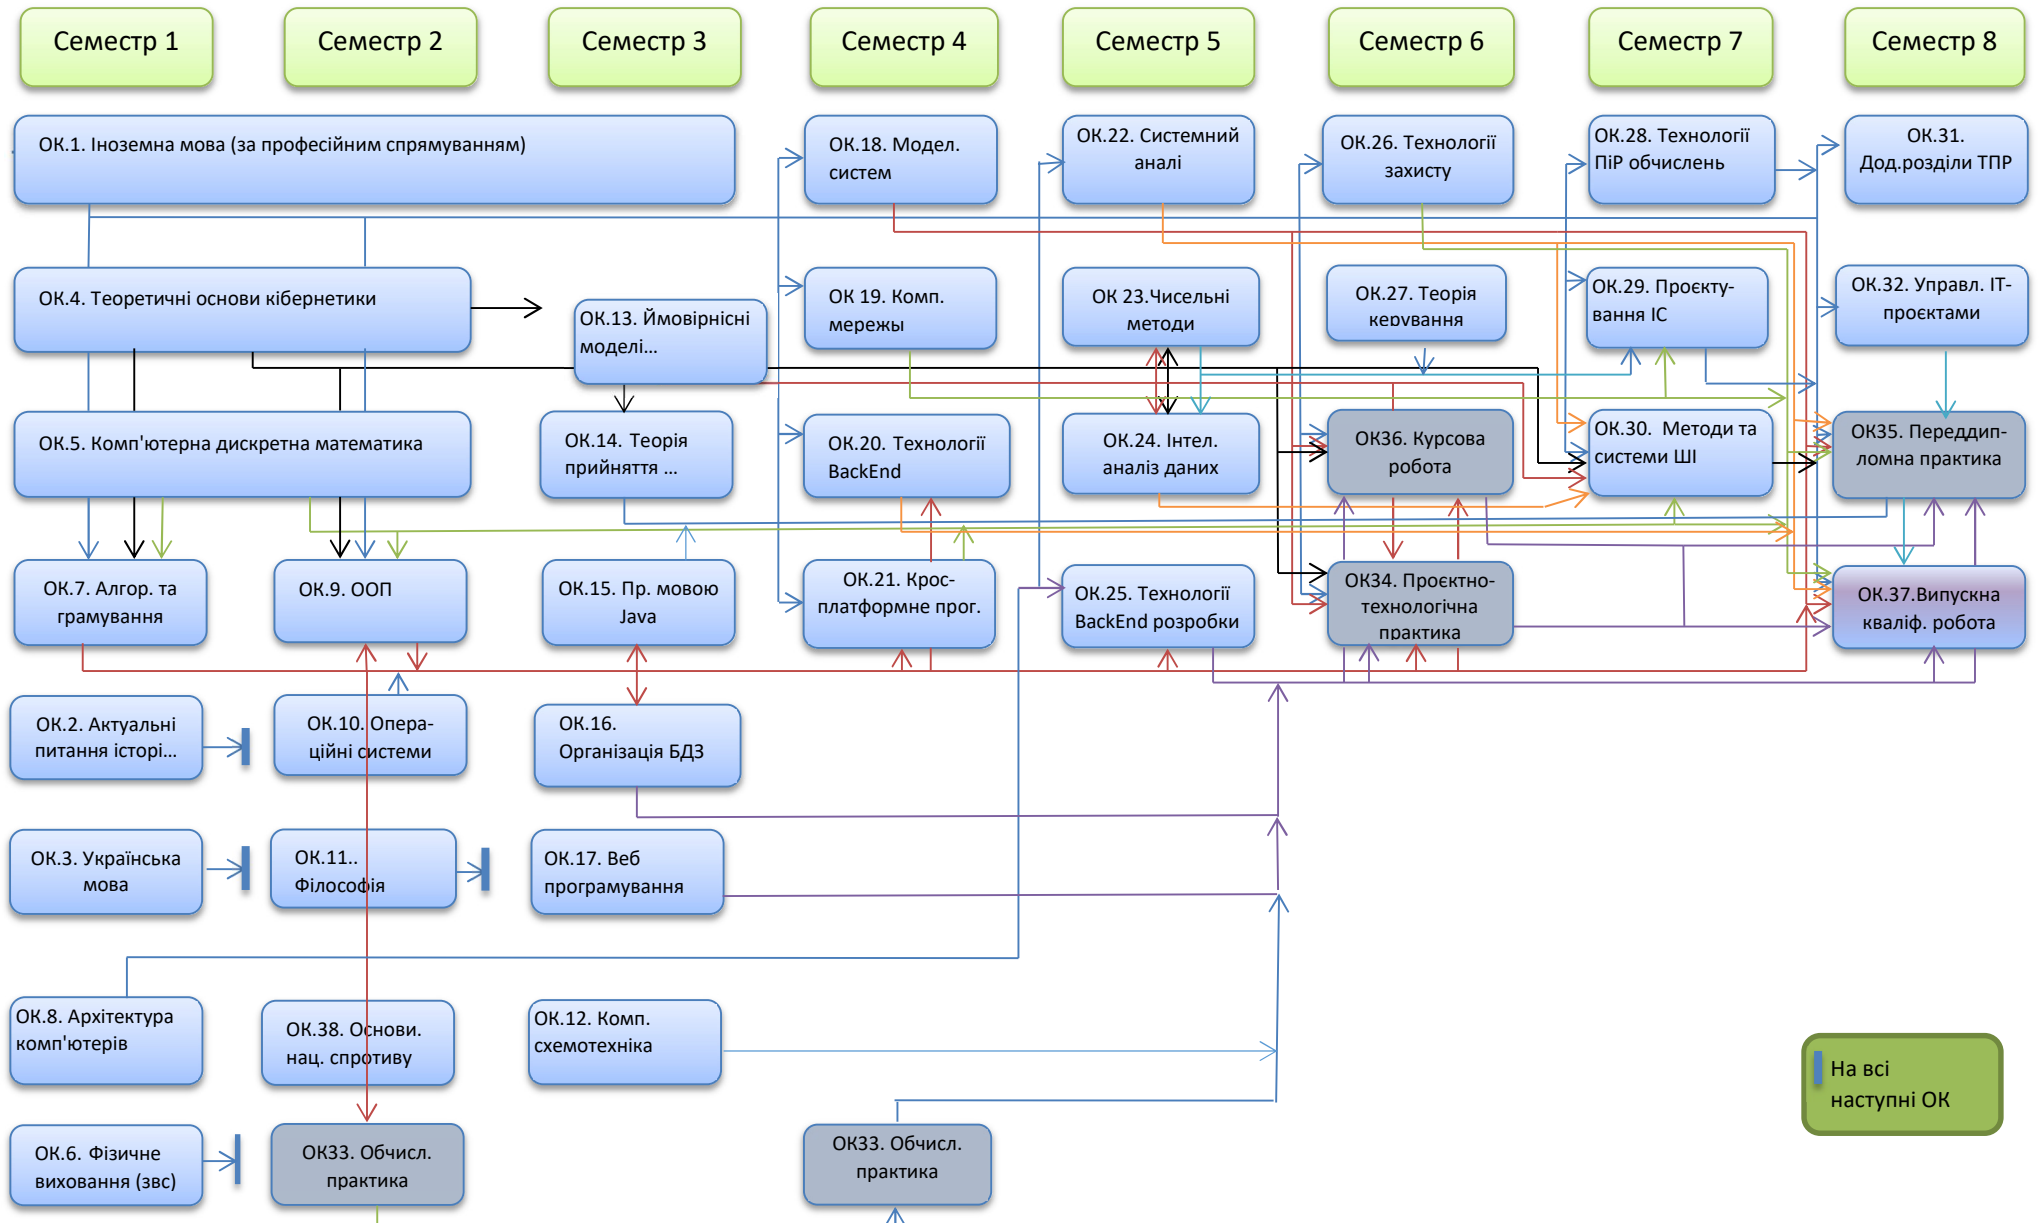 Семестр 1
Семестр 2
Семестр 3
Семестр 4
Семестр 5
Семестр 6
Семестр 7
Семестр 8
ОК.1. Іноземна мова (за професійним спрямуванням)
ОК.18. Модел.
систем
ОК.22. Системний
аналі
ОК.26. Технології
захисту
ОК.28. Технології
ПіР обчислень
ОК.31.
Дод.розділи ТПР
ОК.4. Теоретичні основи кібернетики
ОК.13. Ймовірнісні
моделі...
ОК 19. Комп.
мережы
ОК 23.Чисельні
методи
ОК.27. Теорія
керування
ОК.29. Проєкту-
вання ІС
ОК.32. Управл. ІТ-
проєктами
ОК.5. Комп'ютерна дискретна математика
ОК.14. Теорія
прийняття ...
ОК.20. Технології
BackEnd
ОК.24. Інтел.
аналіз даних
ОК36. Курсова
робота
ОК.30. Методи та
системи ШІ
ОК35. Переддип-
ломна практика
ОК.7. Алгор. та
грамування
ОК.9. ООП
ОК.15. Пр. мовою
Java
ОК.21. Крос-
платформне прог.
ОК.25. Технології
BackEnd розробки
ОК34. Проєктно-
технологічна
практика
ОК.37.Випускна
кваліф. робота
ОК.2. Актуальні
питання історі...
ОК.10. Опера-
ційні системи
ОК.16.
Організація БДЗ
ОК.3. Українська
мова
ОК.11..
Філософія
ОК.17. Веб
програмування
ОК.8. Архітектура
комп'ютерів
ОК.38. Основи.
нац. спротиву
ОК.12. Комп.
схемотехніка
На всі
наступні ОК
ОК.6. Фізичне
виховання (звс)
ОК33. Обчисл.
практика
ОК33. Обчисл.
практика